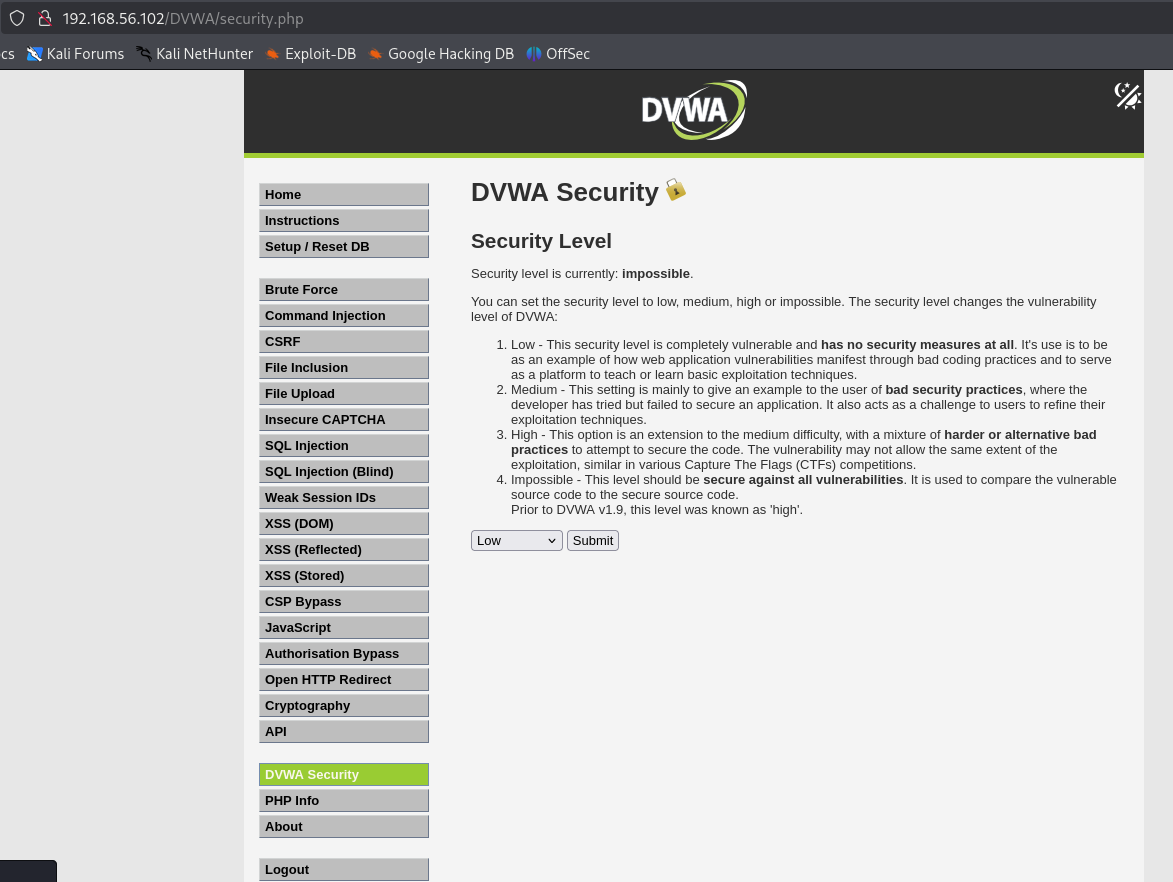 192.168.56.102/DVWA/security.php
cs Kali Forums Kali NetHunter Exploit-DB Google Hacking DB OffSec
DVWA
Home
Instructions
Setup / Reset DB
Brute Force
Command Injection
CSRF
File Inclusion
File Upload
Insecure CAPTCHA
SQL Injection
SQL Injection (Blind)
Weak Session IDs
XSS (DOM)
XSS (Reflected)
XSS (Stored)
CSP Bypass
JavaScript
Authorisation Bypass
Open HTTP Redirect
Cryptography
API
DVWA Security
PHP Info
About
Logout
DVWA Security
Security Level
Security level is currently: impossible.
You can set the security level to low, medium, high or impossible. The security level changes the vulnerability
level of DVWA:
1. Low - This security level is completely vulnerable and has no security measures at all. It's use is to be
as an example of how web application vulnerabilities manifest through bad coding practices and to serve
as a platform to teach or learn basic exploitation techniques.
2. Medium - This setting is mainly to give an example to the user of bad security practices, where the
developer has tried but failed to secure an application. It also acts as a challenge to users to refine their
exploitation techniques.
3. High - This option is an extension to the medium difficulty, with a mixture of harder or alternative bad
practices to attempt to secure the code. The vulnerability may not allow the same extent of the
exploitation, similar in various Capture The Flags (CTFs) competitions.
4. Impossible - This level should be secure against all vulnerabilities. It is used to compare the vulnerable
source code to the secure source code.
Prior to DVWA v1.9, this level was known as 'high'.
Low Submit